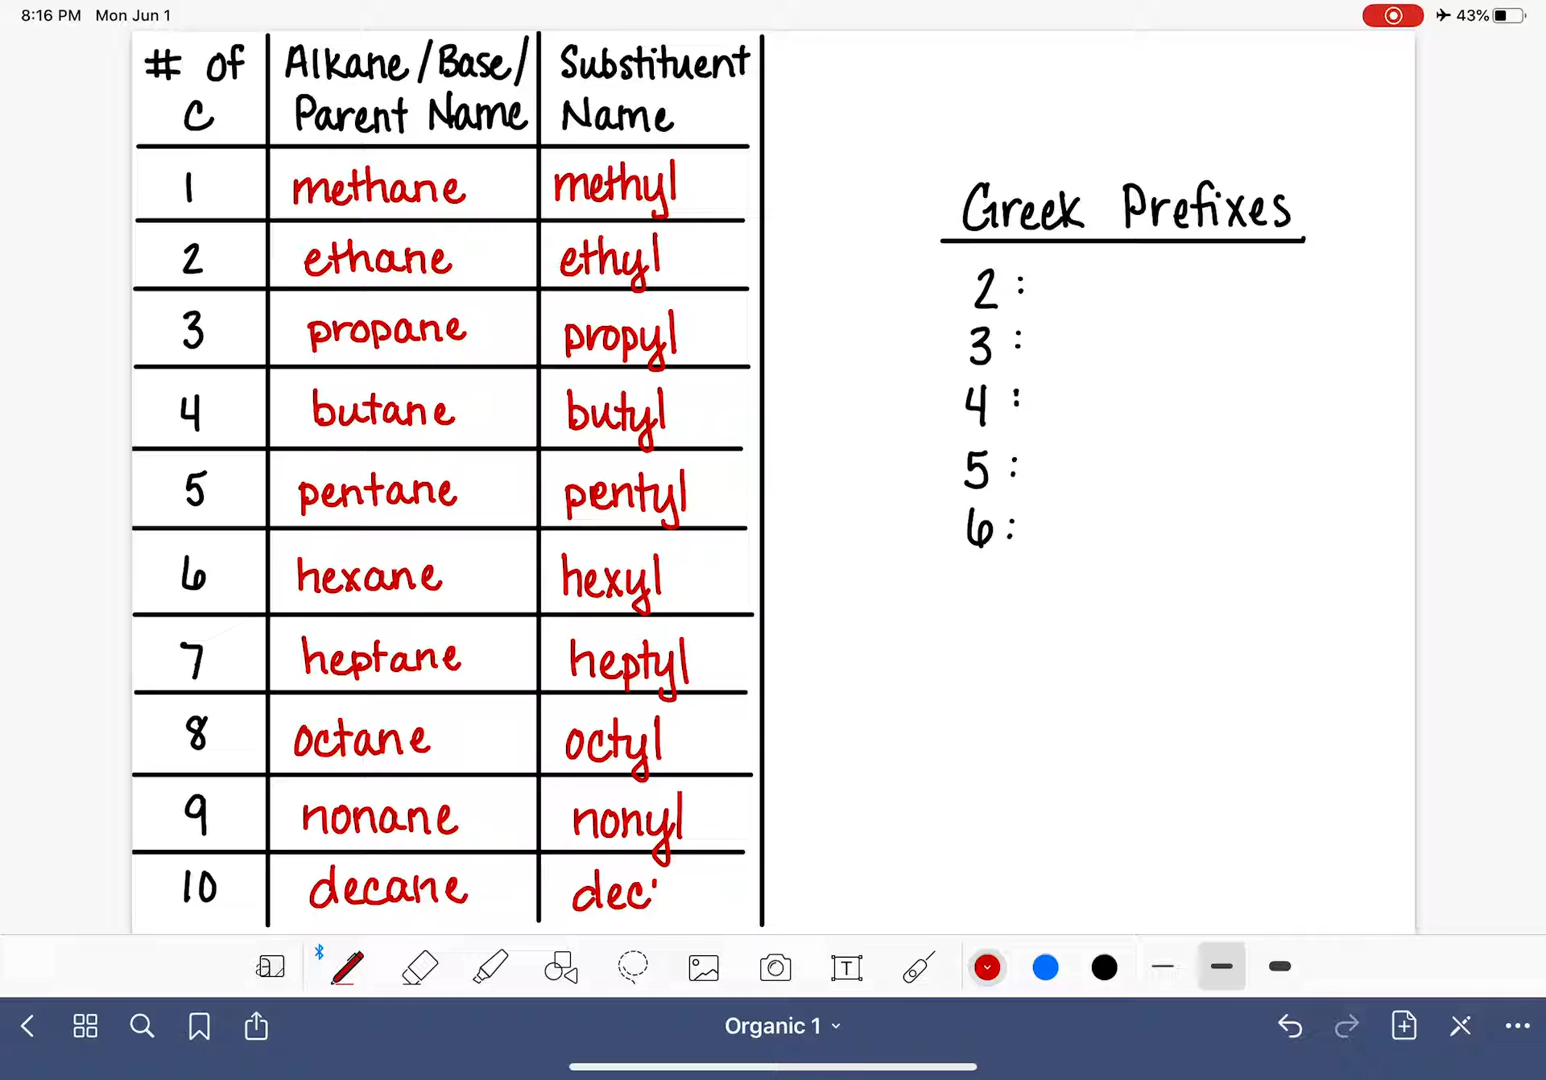 8:16 PM Mon Jun 1
43%
# of C
Alkane/Base/
Parent Name
Substituent
Name
1 methane methyl
2 ethane ethyl
3 propane propyl
4 butane butyl
5 pentane pentyl
6 hexane hexyl
7 heptane heptyl
8 octane octyl
9 nonane nonyl
10 decane dec
Greek Prefixes
2:
3:
4:
5:
6:
Organic 1